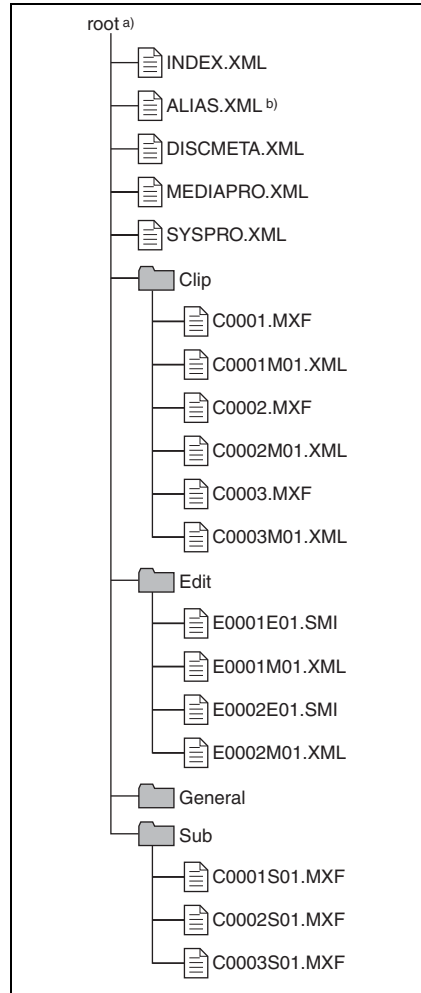 root a)
INDEX.XML
ALIAS.XML b)
DISCMETA.XML
MEDIAPRO.XML
SYSPRO.XML
Clip
C0001.MXF
C0001M01.XML
C0002.MXF
C0002M01.XML
C0003.MXF
C0003M01.XML
Edit
E0001E01.SMI
E0001M01.XML
E0002E01.SMI
E0002M01.XML
General
Sub
C0001S01.MXF
C0002S01.MXF
C0003S01.MXF